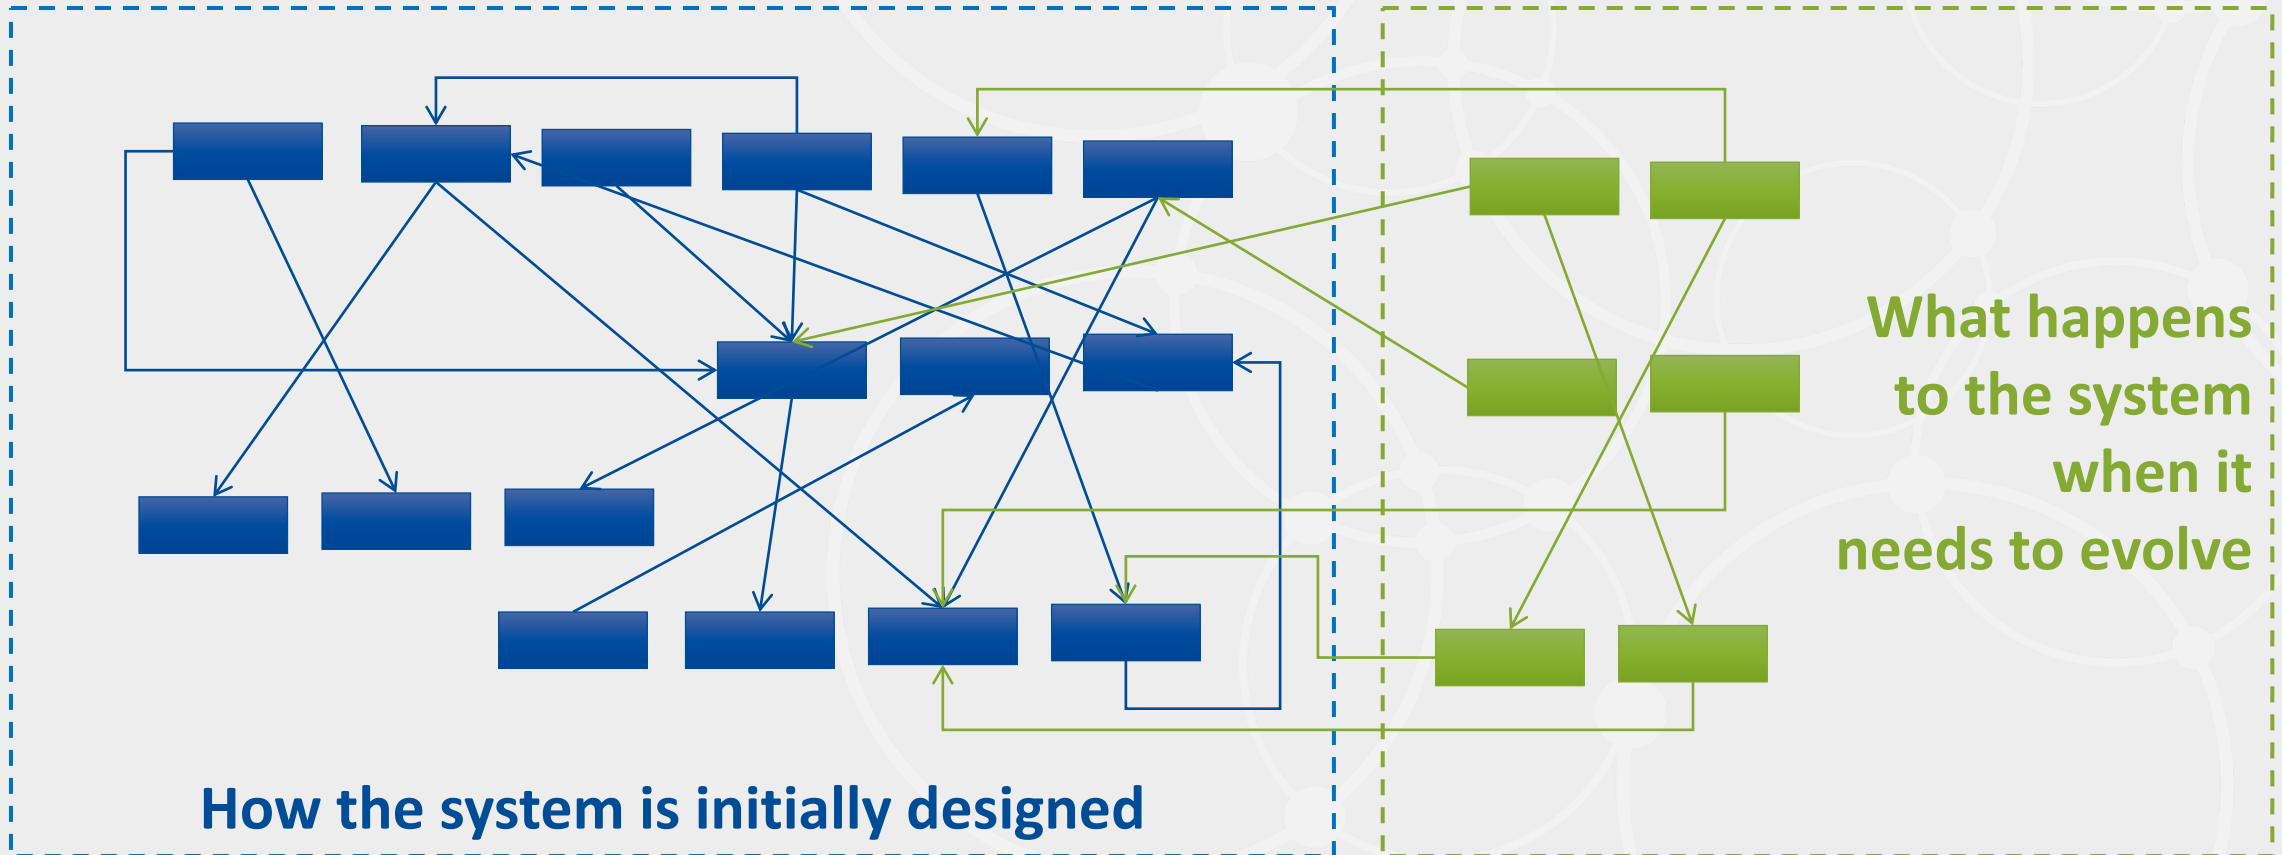 What happens
to the system
when it
needs to evolve
How the system is initially designed